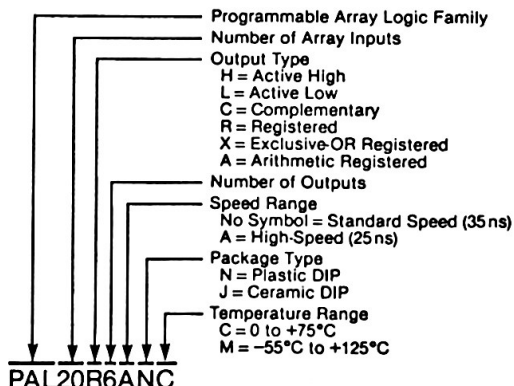 Programmable Array Logic Family
Number of Array Inputs
Output Type
H = Active High
L = Active Low
C = Complementary
R = Registered
X = Exclusive-OR Registered
A = Arithmetic Registered
Number of Outputs
Speed Range
No Symbol = Standard Speed (35 ns)
A = High-Speed (25 ns)
Package Type
N = Plastic DIP
J = Ceramic DIP
Temperature Range
C = 0 to +75°C
M = −55°C to +125°C
PAL20R6ANC